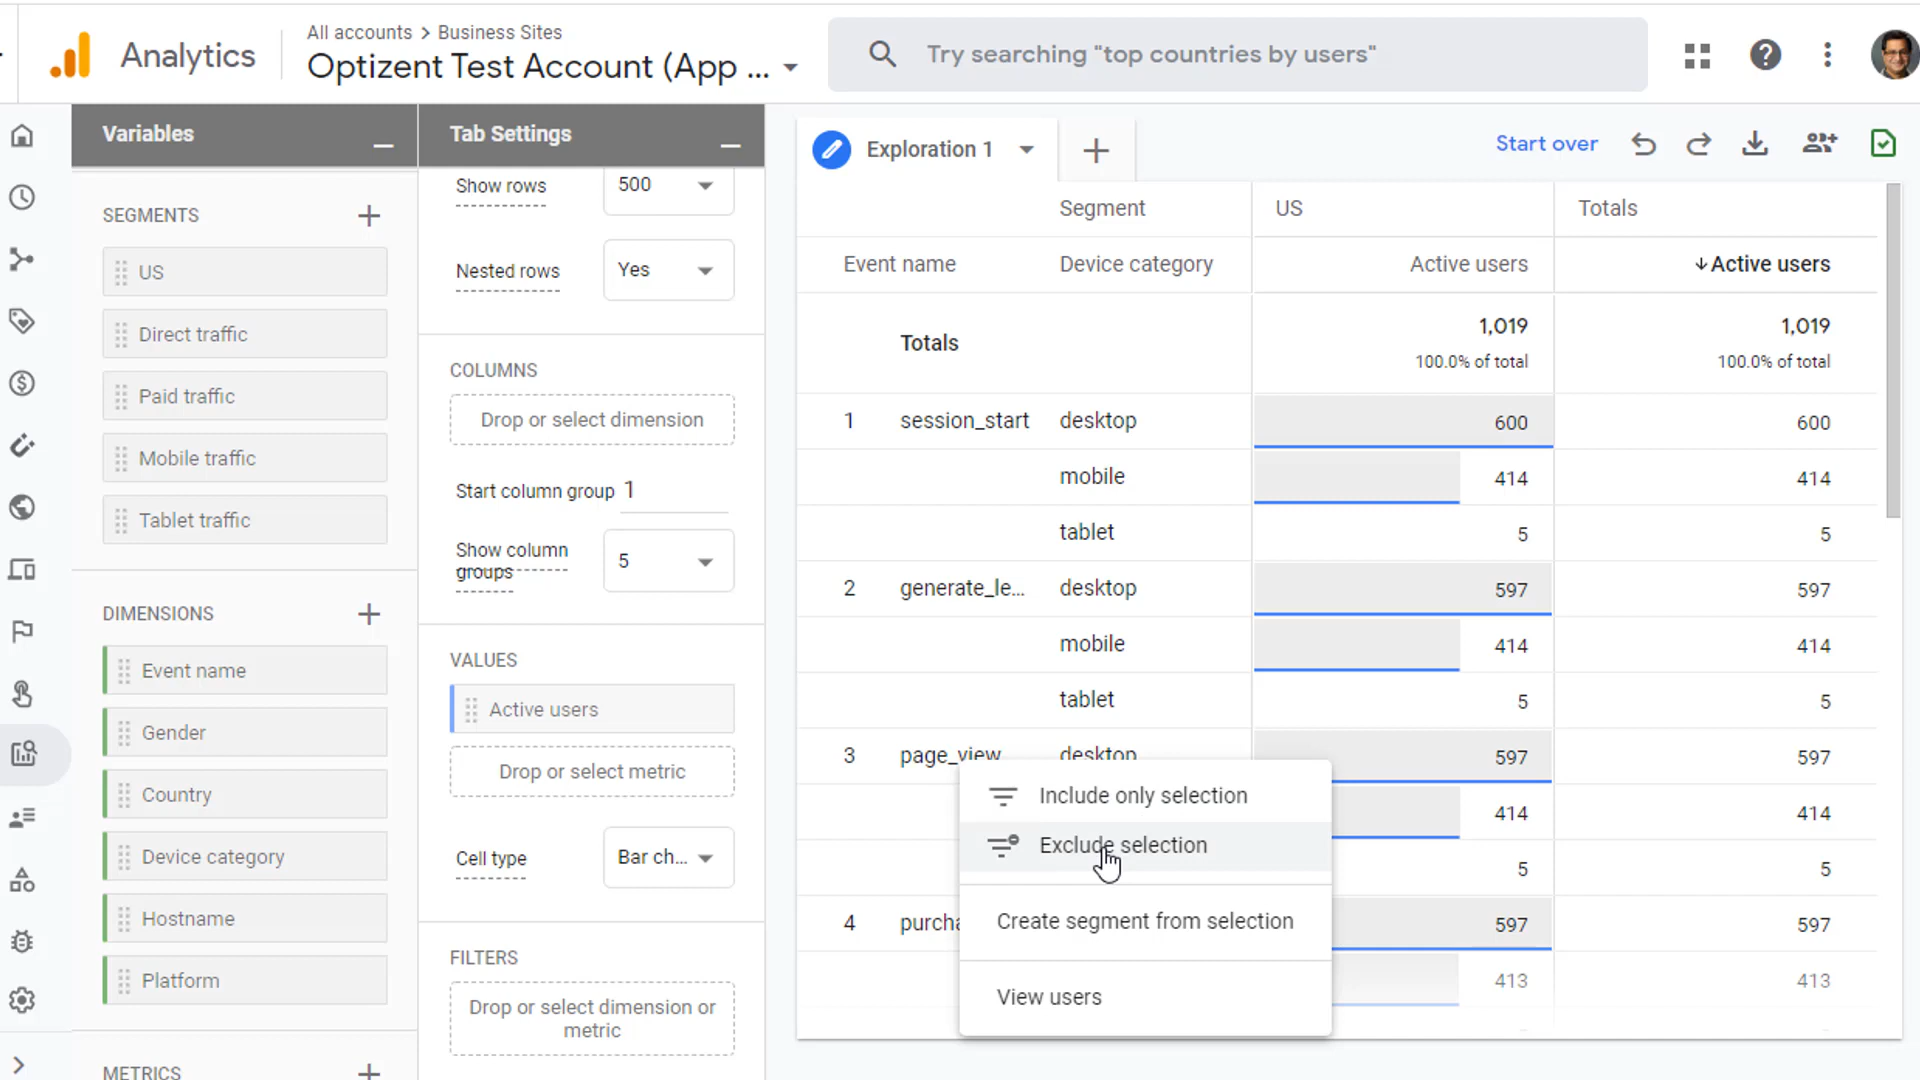 Analytics
All accounts > Business Sites
Optizent Test Account (App ...
Try searching "top countries by users"
Variables
SEGMENTS
US
Direct traffic
Paid traffic
Mobile traffic
Tablet traffic
DIMENSIONS
Event name
Gender
Country
Device category
Hostname
Platform
METRICS
Tab Settings
Show rows 500
Nested rows Yes
COLUMNS
Drop or select dimension
Start column group 1
Show column
groups 5
VALUES
Active users
Drop or select metric
Cell type Bar ch...
FILTERS
Drop or select dimension or
metric
Exploration 1
Start over
Segment US Totals
Event name Device category Active users ↓Active users
Totals 1,019 1,019
100.0% of total 100.0% of total
1 session_start desktop 600 600
mobile 414 414
tablet 5 5
2 generate_le... desktop 597 597
mobile 414 414
tablet 5 5
3 page_view desktop 597 597
414 414
5 5
4 purcha 597 597
413 413
Include only selection
Exclude selection
Create segment from selection
View users